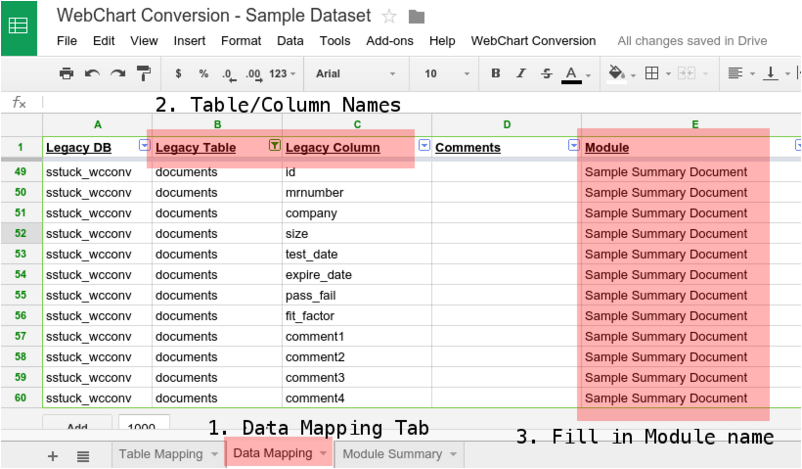 WebChart Conversion - Sample Dataset
File Edit View Insert Format Data Tools Add-ons Help WebChart Conversion All changes saved in Drive
$ % .0 .00 123 Arial 10 B I S A
fx
2. Table/Column Names
A B C D E
1 Legacy DB Legacy Table Legacy Column Comments Module
49 sstuck_wcconv documents id Sample Summary Document
50 sstuck_wcconv documents mrnumber Sample Summary Document
51 sstuck_wcconv documents company Sample Summary Document
52 sstuck_wcconv documents size Sample Summary Document
53 sstuck_wcconv documents test_date Sample Summary Document
54 sstuck_wcconv documents expire_date Sample Summary Document
55 sstuck_wcconv documents pass_fail Sample Summary Document
56 sstuck_wcconv documents fit_factor Sample Summary Document
57 sstuck_wcconv documents comment1 Sample Summary Document
58 sstuck_wcconv documents comment2 Sample Summary Document
59 sstuck_wcconv documents comment3 Sample Summary Document
60 sstuck_wcconv documents comment4 Sample Summary Document
Add 1000
1. Data Mapping Tab
3. Fill in Module name
+ Table Mapping Data Mapping Module Summary